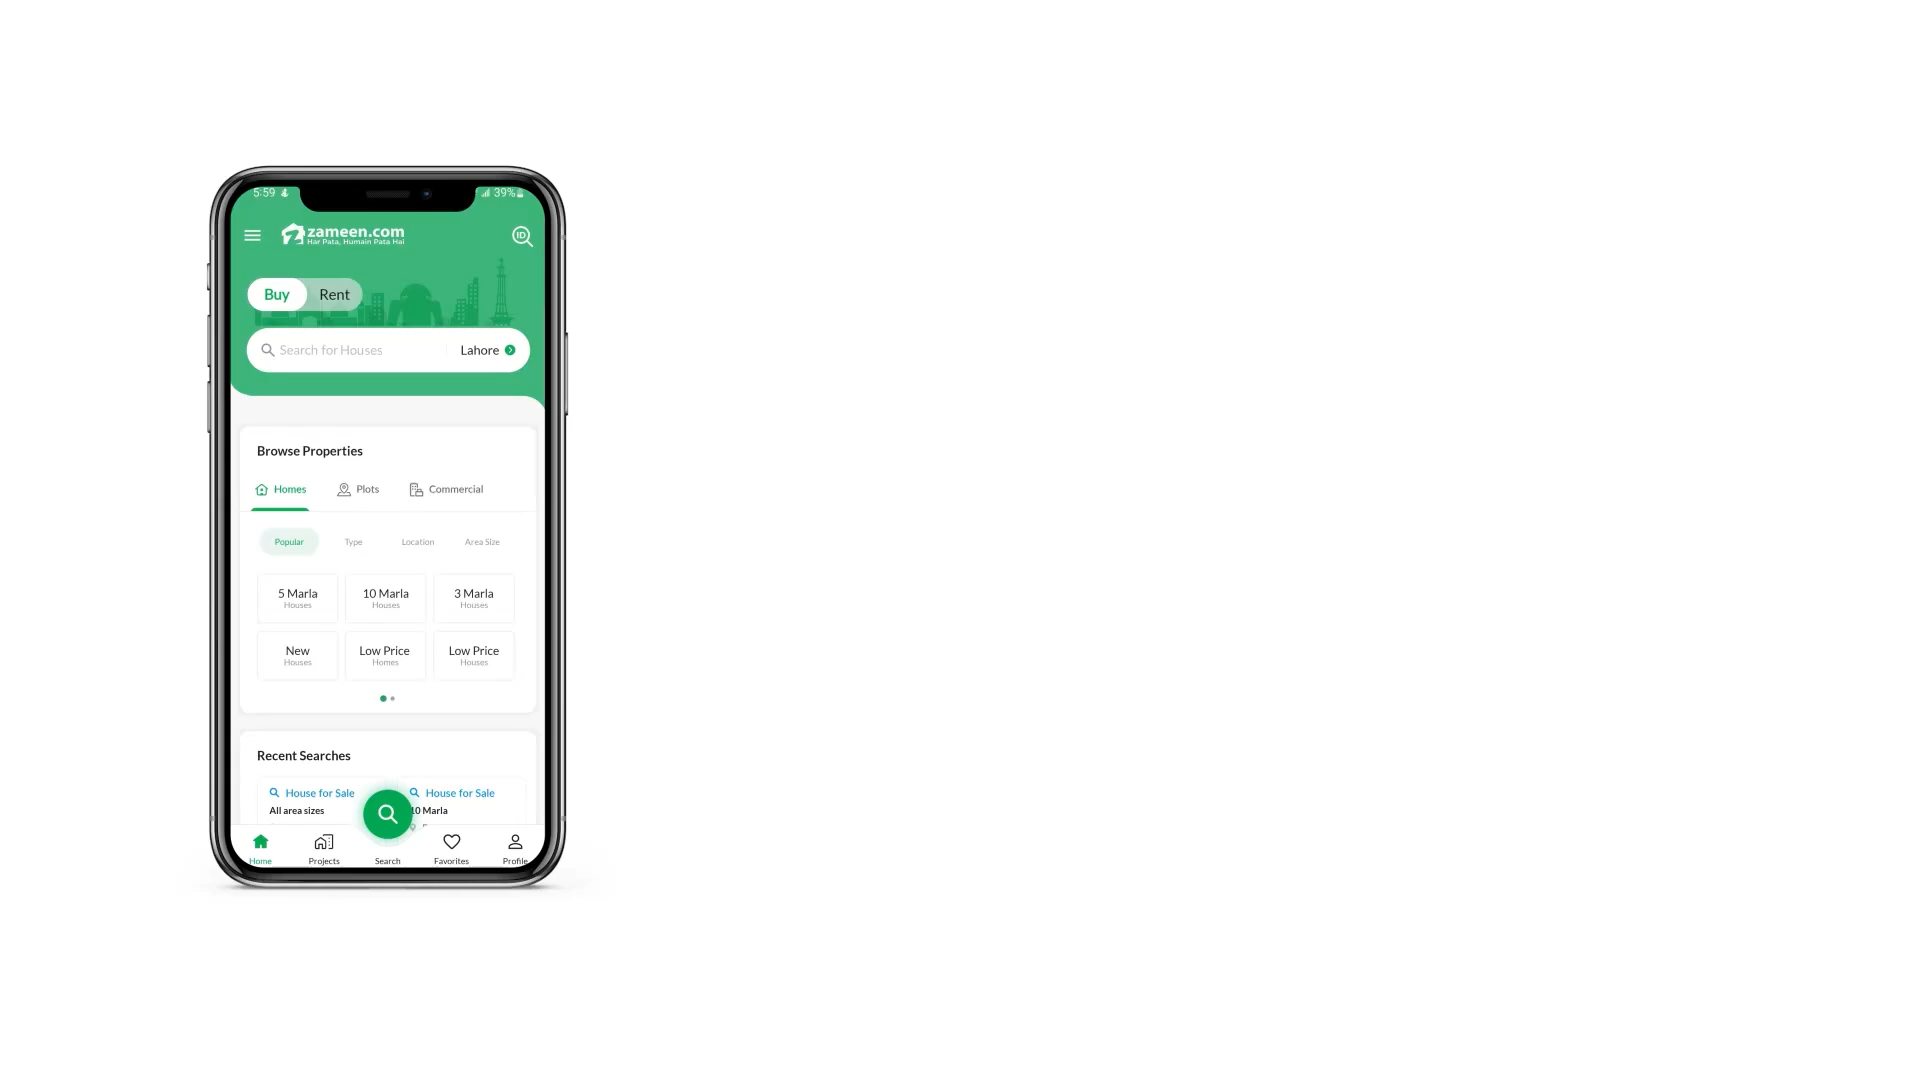 5:59
39%
zameen.com
Har Pata, Humain Pata Hai
ID
Buy Rent
Search for Houses Lahore
Browse Properties
Homes Plots Commercial
Popular Type Location Area Size
5 Marla 10 Marla 3 Marla
Houses Houses Houses
New Low Price Low Price
Houses Homes Houses
Recent Searches
House for Sale House for Sale
All area sizes 10 Marla
Home Projects Search Favorites Profile